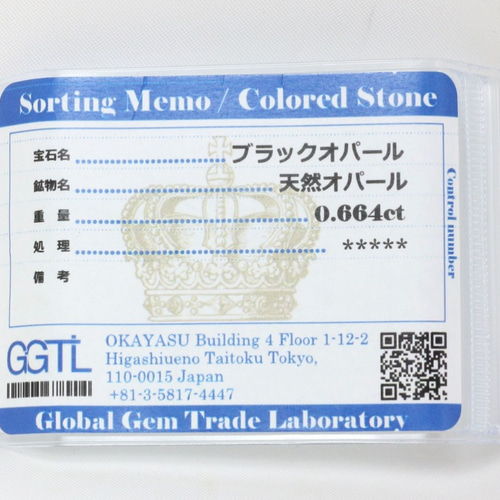 Sorting Memo / Colored Stone
宝石名 ブラックオパール
鉱物名 天然オパール
重量 0.664ct
処理 *****
備考
Control number
GGTL
OKAYASU Building 4 Floor 1-12-2
Higashiueno Taitoku Tokyo,
110-0015 Japan
+81-3-5817-4447
Global Gem Trade Laboratory